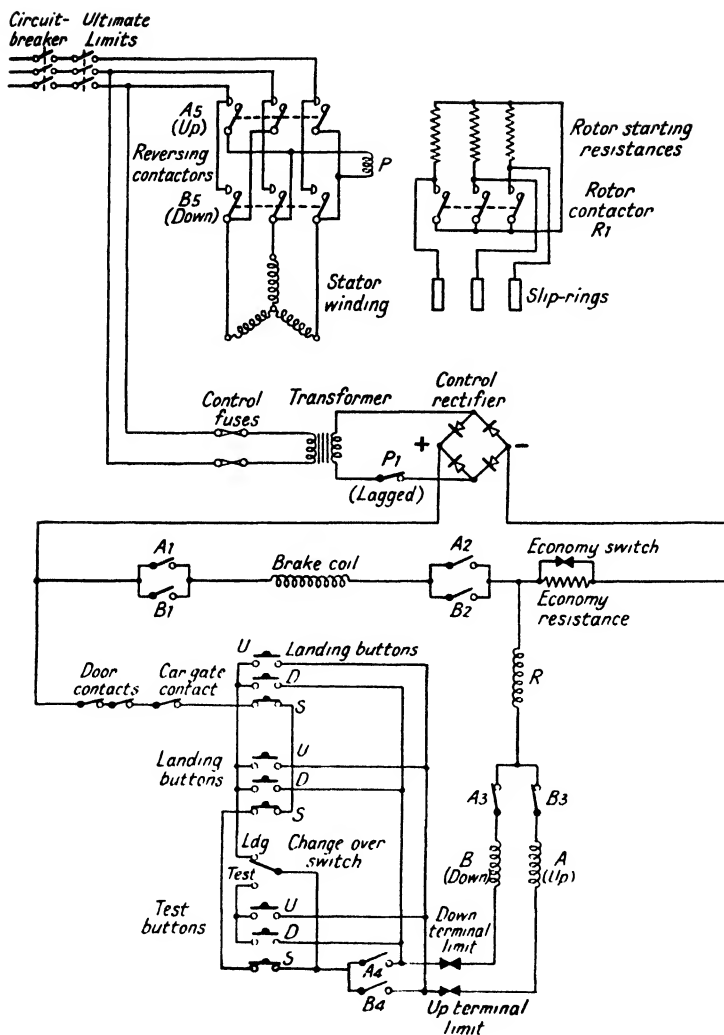 Circuit-
breaker
Ultimate
Limits
A5
(Up)
Reversing
contactors
P
B5
(Down)
Stator
winding
Rotor starting
resistances
Rotor
contactor
R1
Slip-rings
Control
fuses
Transformer
Control
rectifier
+
-
P1
(Lagged)
A1
B1
Brake coil
A2
B2
Economy switch
Economy
resistance
R
Door
contacts
Car gate
contact
U
Landing buttons
D
S
Landing
buttons
U
D
S
A3
B3
Ldg
Change over
switch
Test
B
(Down)
A
(Up)
Test
buttons
U
D
S
A4
B4
Down
terminal
limit
Up terminal
limit